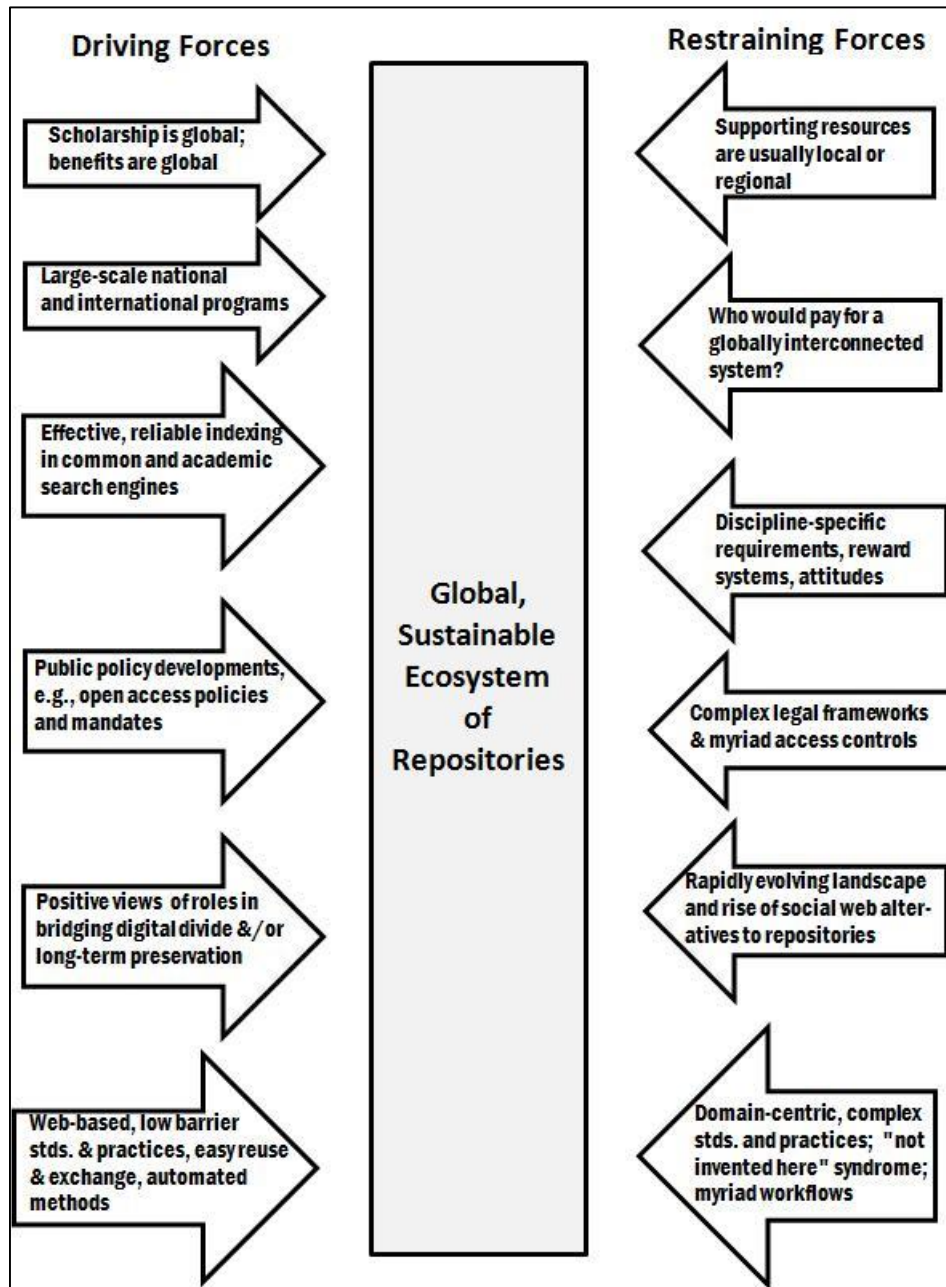 Driving Forces
Scholarship is global;
benefits are global
Large-scale national
and international programs
Effective, reliable indexing
in common and academic
search engines
Public policy developments,
e.g., open access policies
and mandates
Positive views of roles in
bridging digital divide &/or
long-term preservation
Web-based, low barrier
stds. & practices, easy reuse
& exchange, automated
methods
Global,
Sustainable
Ecosystem
of
Repositories
Restraining Forces
Supporting resources
are usually local or
regional
Who would pay for a
globally interconnected
system?
Discipline-specific
requirements, reward
systems, attitudes
Complex legal frameworks
& myriad access controls
Rapidly evolving landscape
and rise of social web alter-
atives to repositories
Domain-centric, complex
stds. and practices; "not
invented here" syndrome;
myriad workflows